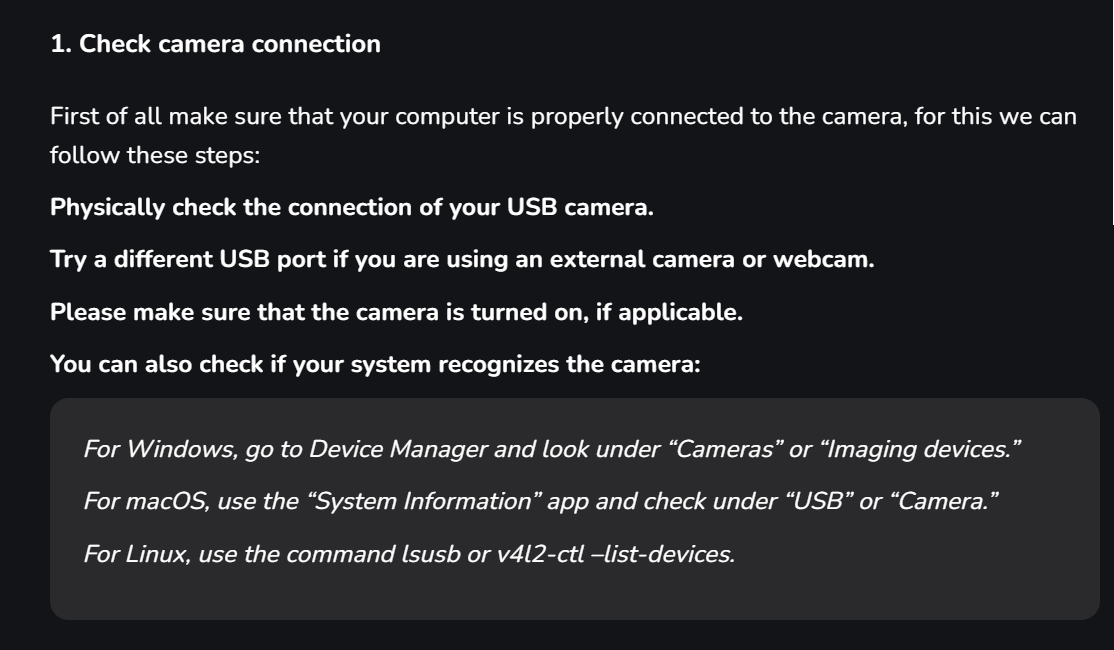 1. Check camera connection
First of all make sure that your computer is properly connected to the camera, for this we can
follow these steps:
Physically check the connection of your USB camera.
Try a different USB port if you are using an external camera or webcam.
Please make sure that the camera is turned on, if applicable.
You can also check if your system recognizes the camera:
For Windows, go to Device Manager and look under “Cameras” or “Imaging devices.”
For macOS, use the “System Information” app and check under “USB” or “Camera.”
For Linux, use the command lsusb or v4l2-ctl –list-devices.